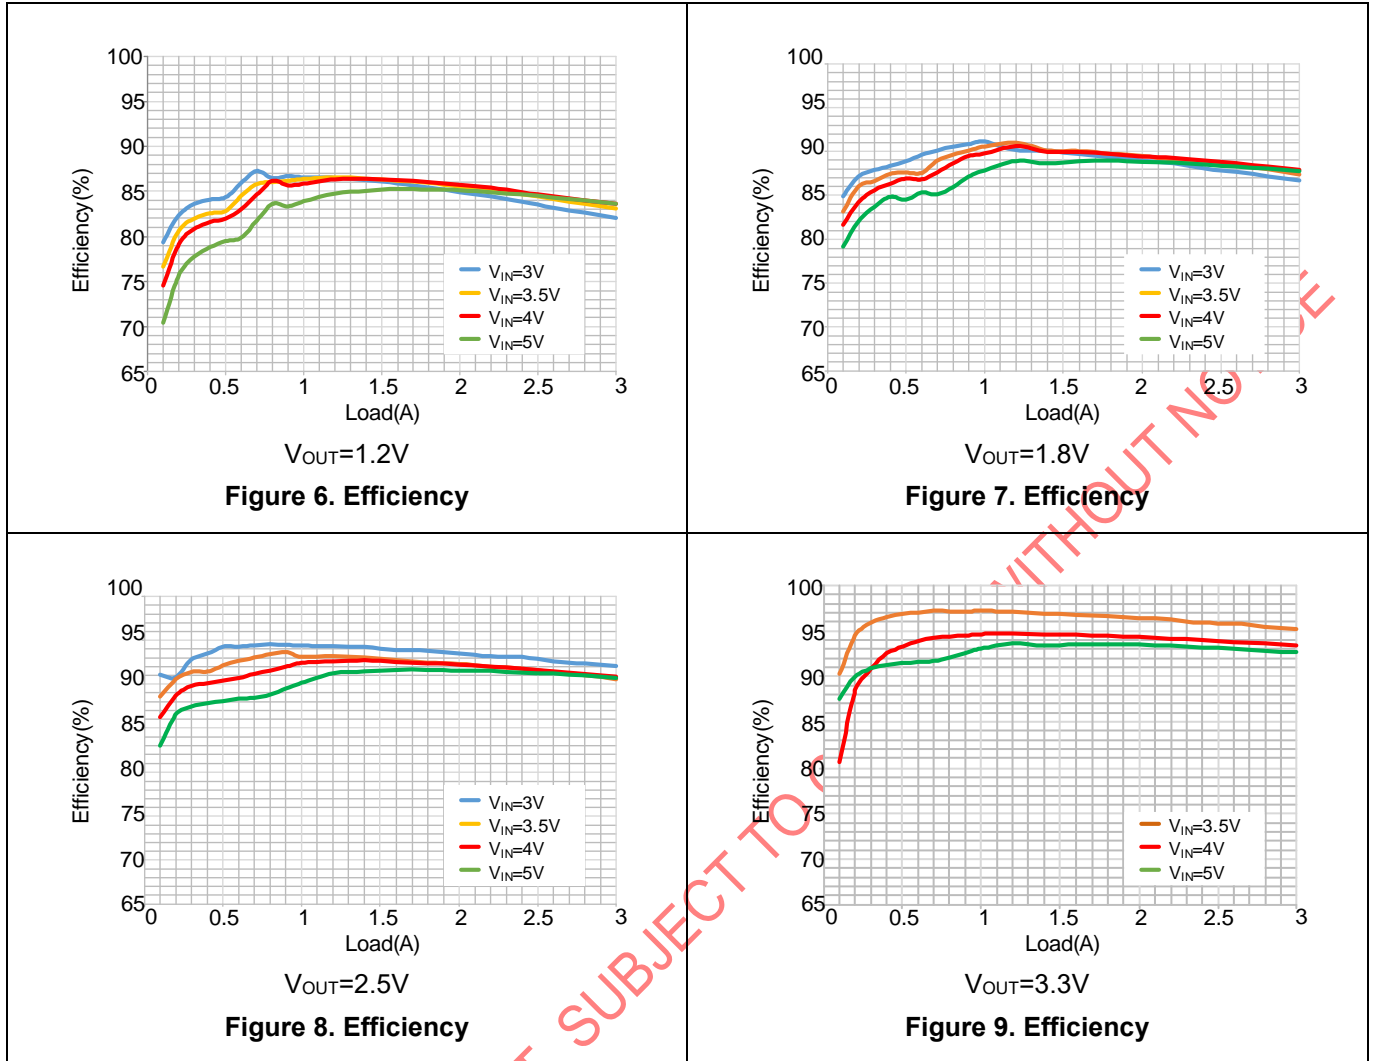 100
95
90
85
80
75
70
65
Efficiency(%)
VIN=3V
VIN=3.5V
VIN=4V
VIN=5V
0 0.5 1 1.5 2 2.5 3
Load(A)
VOUT=1.2V
Figure 6. Efficiency
100
95
90
85
80
75
70
65
Efficiency(%)
VIN=3V
VIN=3.5V
VIN=4V
VIN=5V
0 0.5 1 1.5 2 2.5 3
Load(A)
VOUT=1.8V
Figure 7. Efficiency
100
95
90
85
80
75
70
65
Efficiency(%)
VIN=3V
VIN=3.5V
VIN=4V
VIN=5V
0 0.5 1 1.5 2 2.5 3
Load(A)
VOUT=2.5V
Figure 8. Efficiency
100
95
90
85
80
75
70
65
Efficiency(%)
VIN=3.5V
VIN=4V
VIN=5V
0 0.5 1 1.5 2 2.5 3
Load(A)
VOUT=3.3V
Figure 9. Efficiency
SUBJECT TO